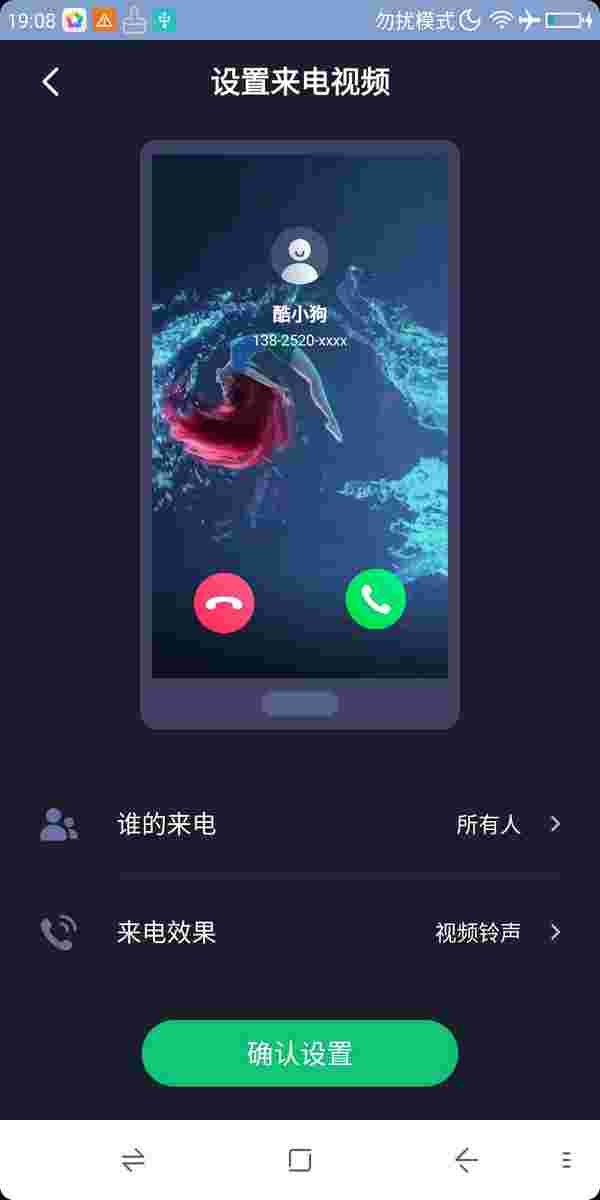 19:08 勿扰模式
设置来电视频
酷小狗
138-2520-xxxx
谁的来电 所有人
来电效果 视频铃声
确认设置